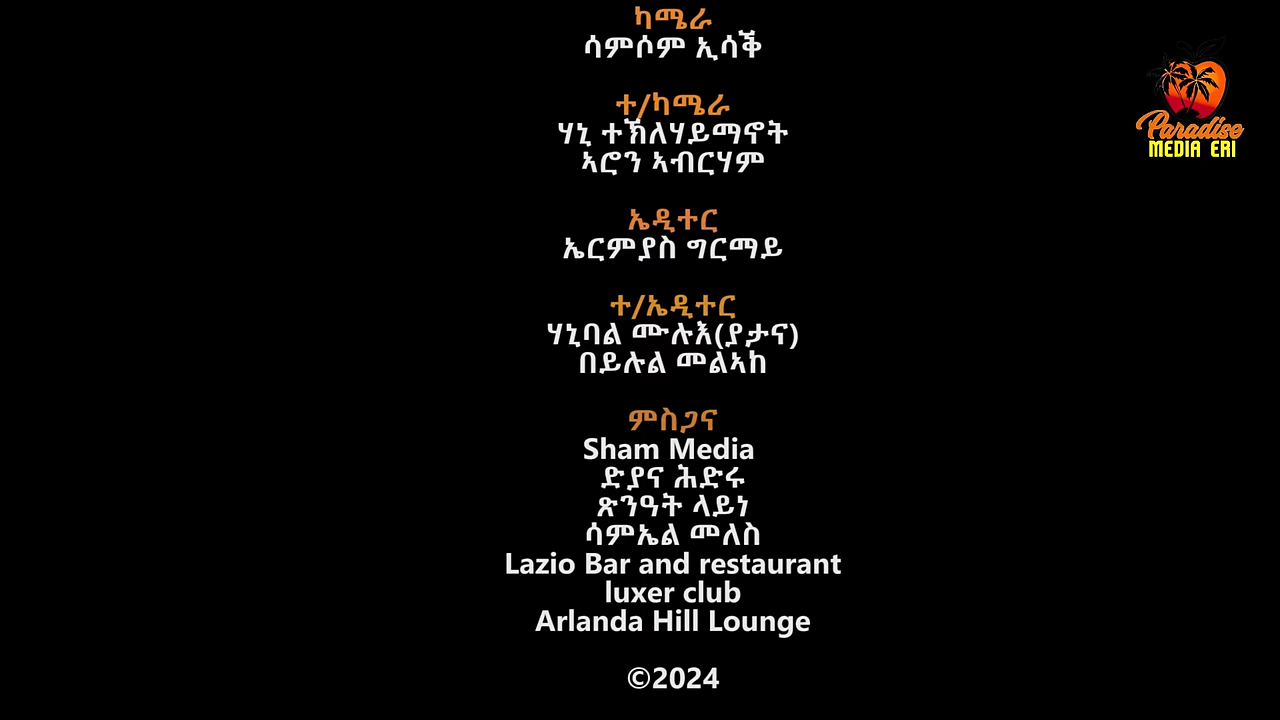 ካሜራ
ሳምሶም ኢሳቕ
ተ/ካሜራ
ሃኒ ተኽለሃይማኖት
ኣሮን ኣብርሃም
ኤዲተር
ኤርምያስ ግርማይ
ተ/ኤዲተር
ሃኒባል ሙሉእ(ያታና)
በይሉል መልኣከ
ምስጋና
Sham Media
ድያና ሕድሩ
ጽንዓት ላይነ
ሳምኤል መለስ
Lazio Bar and restaurant
luxer club
Arlanda Hill Lounge
©2024
Paradise
MEDIA ERI